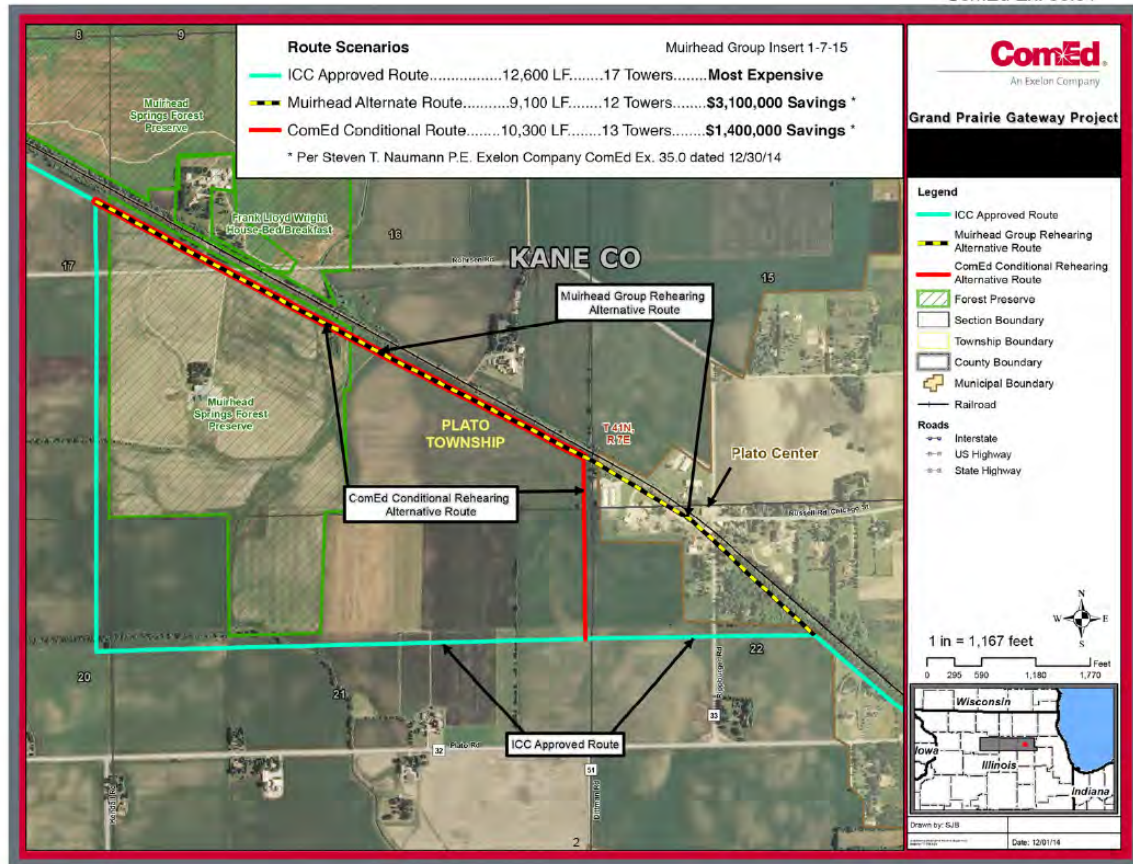 8
9
Route Scenarios
Muirhead Group Insert 1-7-15
ICC Approved Route................12,600 LF.....17 Towers.......Most Expensive
Muirhead Alternate Route..........9,100 LF.....12 Towers.......$3,100,000 Savings *
ComEd Conditional Route.......10,300 LF.....13 Towers.......$1,400,000 Savings *
* Per Steven T. Naumann P.E. Exelon Company ComEd Ex. 35.0 dated 12/30/14
Muirhead
Springs Forest
Preserve
Frank Lloyd Wright
House-Bed/Breakfast
16
17
KANE CO
15
Muirhead Group Rehearing
Alternative Route
Muirhead
Springs Forest
Preserve
PLATO
TOWNSHIP
T 41N,
R 7E
Plato Center
ComEd Conditional Rehearing
Alternative Route
Russell Rd
Chicago St
20
21
22
33
32
Plato Rd
ICC Approved Route
51
2
ComEd.
An Exelon Company
Grand Prairie Gateway Project
Legend
ICC Approved Route
Muirhead Group Rehearing
Alternative Route
ComEd Conditional Rehearing
Alternative Route
Forest Preserve
Section Boundary
Township Boundary
County Boundary
Municipal Boundary
Railroad
Roads
Interstate
US Highway
State Highway
N
W
E
S
1 in = 1,167 feet
Feet
0 295 590 1,180 1,770
Wisconsin
Iowa
Illinois
Indiana
Drawn by: SJB
Date: 12/01/14